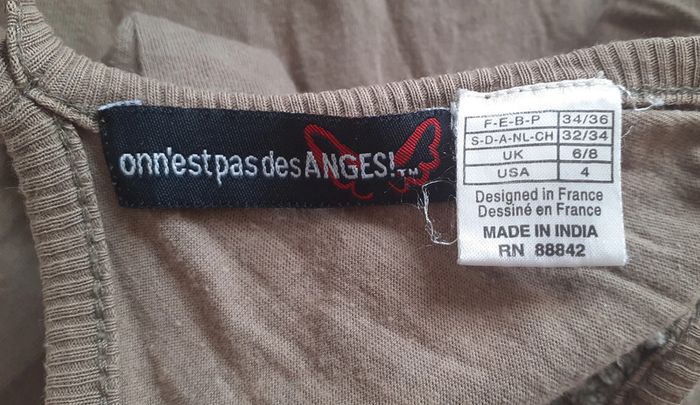 onn'estpasdesANGES!™
F-E-B-P 34/36
S-D-A-NL-CH 32/34
UK 6/8
USA 4
Designed in France
Dessiné en France
MADE IN INDIA
RN 88842